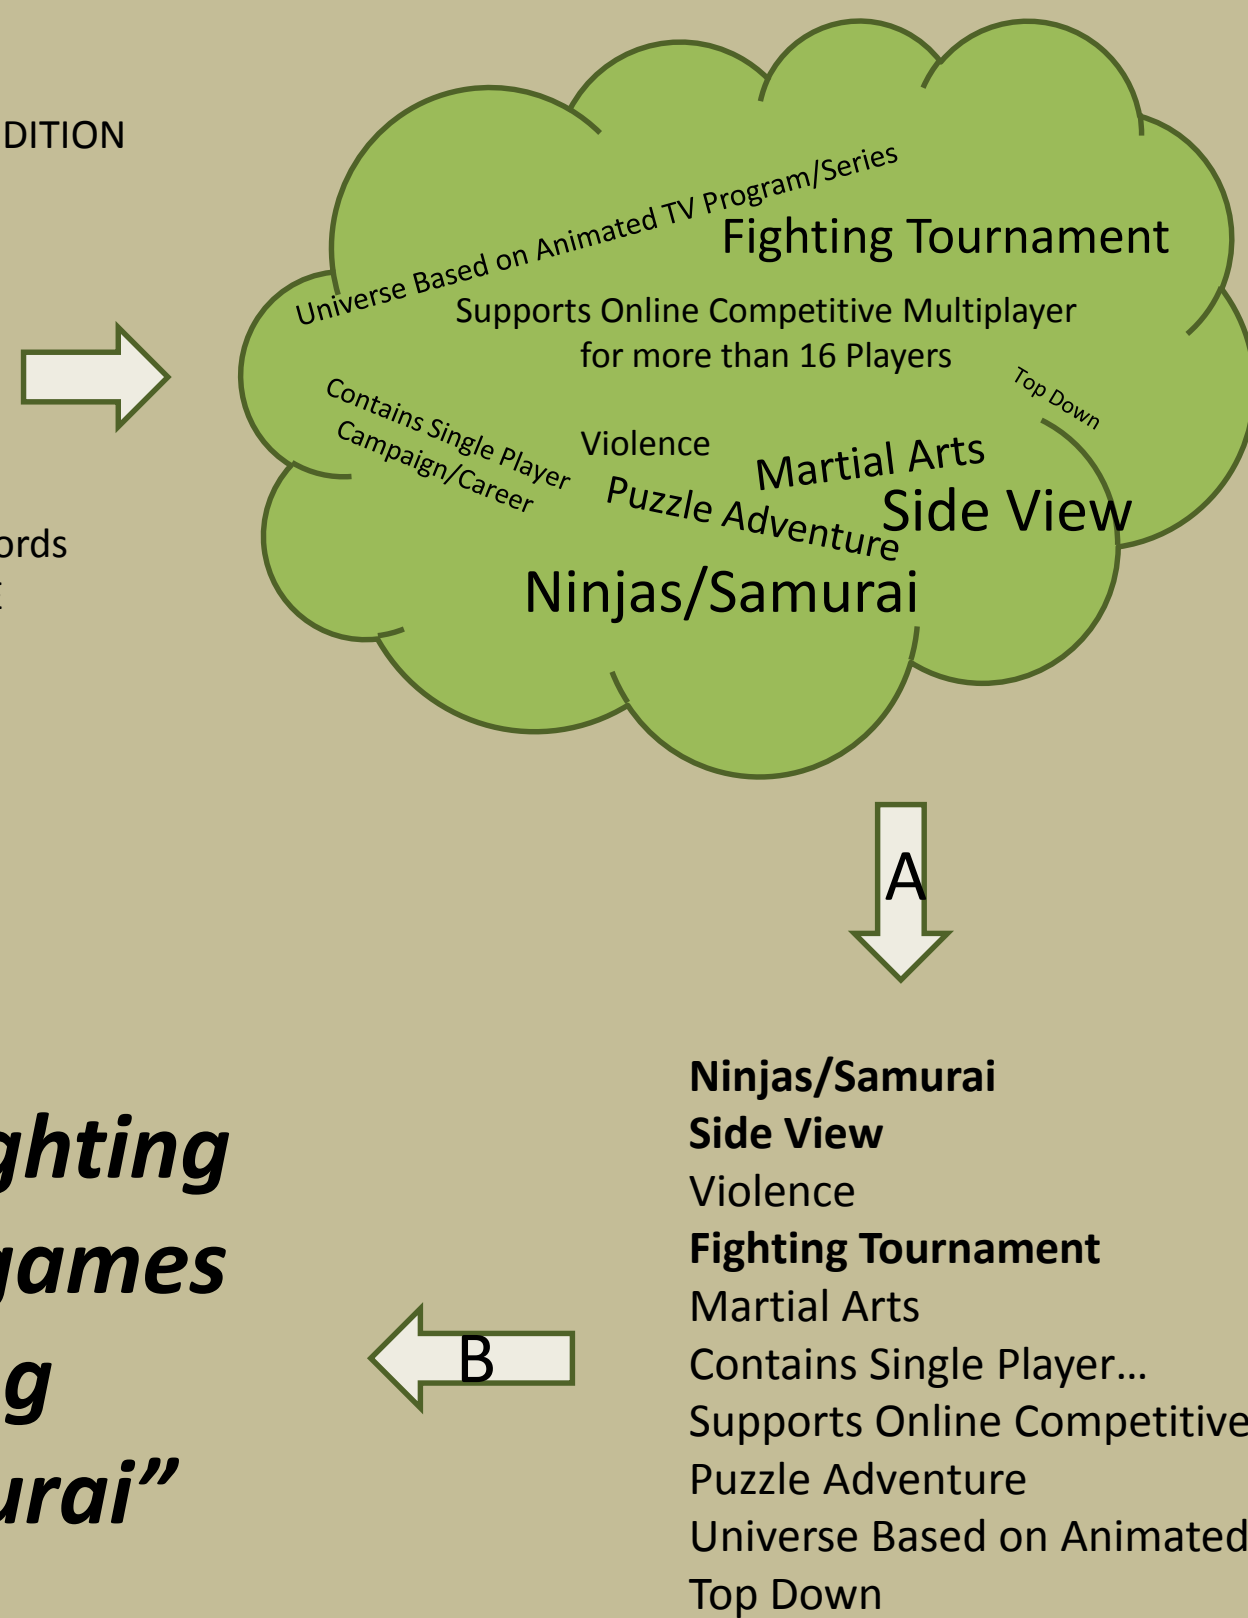 DITION
Universe Based on Animated TV Program/Series
Fighting Tournament
Supports Online Competitive Multiplayer
for more than 16 Players
Top Down
Contains Single Player
Campaign/Career
Violence
Martial Arts
Puzzle Adventure
Side View
Ninjas/Samurai
ords
E
A
Ninjas/Samurai
Side View
Violence
Fighting Tournament
Martial Arts
Contains Single Player...
Supports Online Competitive
Puzzle Adventure
Universe Based on Animated
Top Down
B
ghting
games
g
urai”